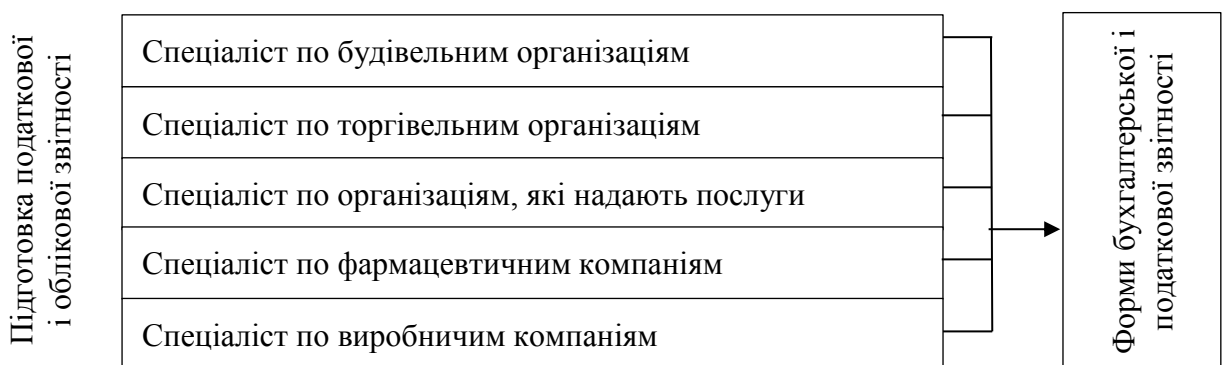 Підготовка податкової
і облікової звітності
Спеціаліст по будівельним організаціям
Спеціаліст по торгівельним організаціям
Спеціаліст по організаціям, які надають послуги
Спеціаліст по фармацевтичним компаніям
Спеціаліст по виробничим компаніям
Форми бухгалтерської і
податкової звітності